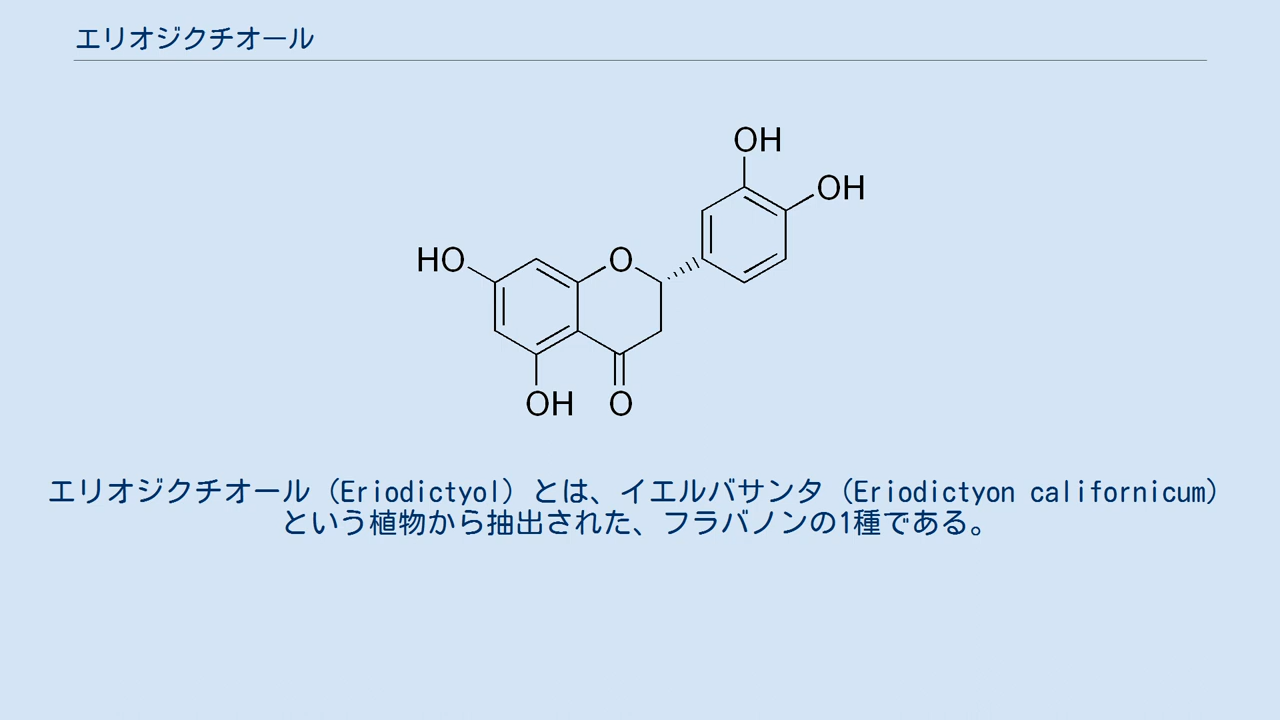 エリオジクチオール
OH
OH
HO
O
OH
O
エリオジクチオール（Eriodictyol）とは、イエルバサンタ（Eriodictyon californicum）
という植物から抽出された、フラバノンの1種である。